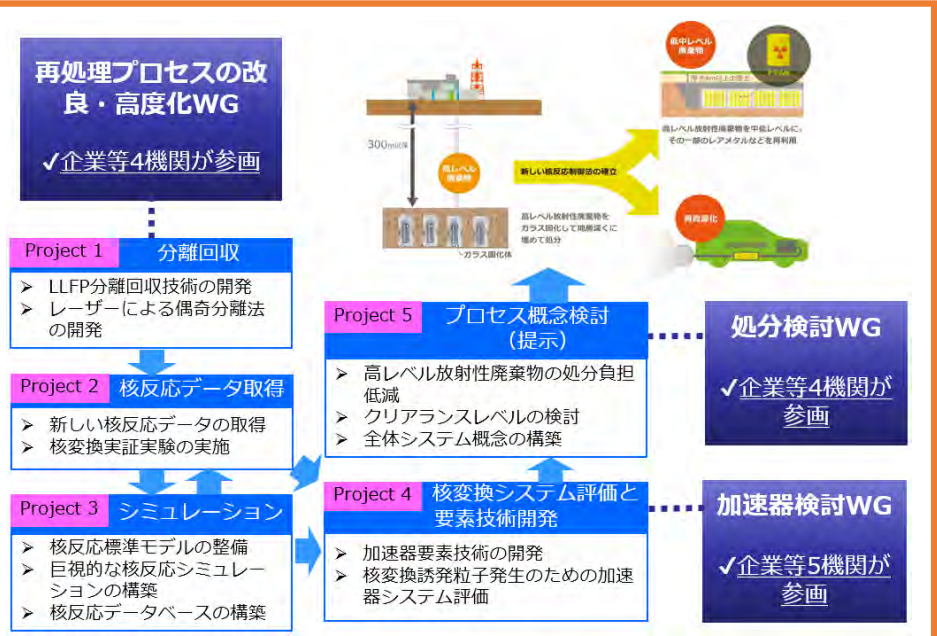 再処理プロセスの改
良・高度化WG
✓企業等4機関が参画
Project 1
分離回収
➢ LLFP分離回収技術の開発
➢ レーザーによる偶奇分離法
の開発
Project 2
核反応データ取得
➢ 新しい核反応データの取得
➢ 核変換実証実験の実施
Project 3
シミュレーション
➢ 核反応標準モデルの整備
➢ 巨視的な核反応シミュレー
ションの構築
➢ 核反応データベースの構築
300m以深
高レベル
廃棄物
ガラス固化体
高レベル放射性廃棄物を
ガラス固化して地層深くに
埋めて処分
新しい核反応制御法の確立
低中レベル
廃棄物
高レベル放射性廃棄物を中低レベルに、
その一部のレアメタルなどを再利用
再資源化
Project 5
プロセス概念検討
（提示）
➢ 高レベル放射性廃棄物の処分負担
低減
➢ クリアランスレベルの検討
➢ 全体システム概念の構築
Project 4
核変換システム評価と
要素技術開発
➢ 加速器要素技術の開発
➢ 核変換誘発粒子発生のための加速
器システム評価
処分検討WG
✓企業等4機関が
参画
加速器検討WG
✓企業等5機関が
参画